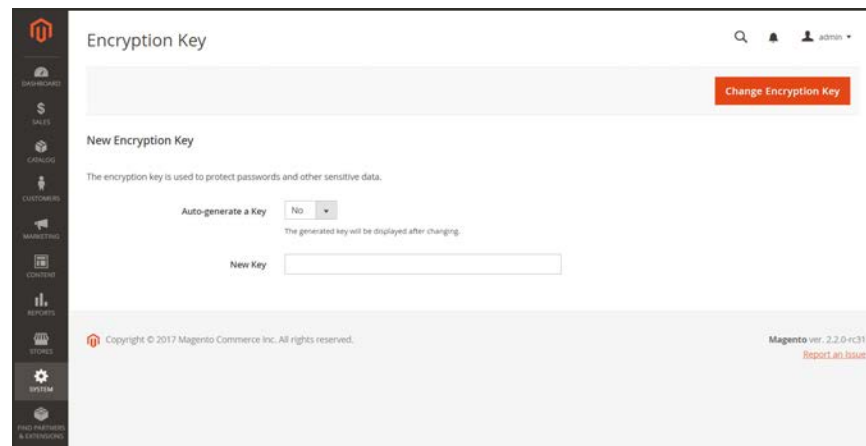 Encryption Key
admin
DASHBOARD
SALES
CATALOG
CUSTOMERS
MARKETING
CONTENT
REPORTS
STORES
SYSTEM
FIND PARTNERS
& EXTENSIONS
Change Encryption Key
New Encryption Key
The encryption key is used to protect passwords and other sensitive data.
Auto-generate a Key No
The generated key will be displayed after changing.
New Key
Copyright © 2017 Magento Commerce Inc. All rights reserved.
Magento ver. 2.2.0-rc31
Report an Issue